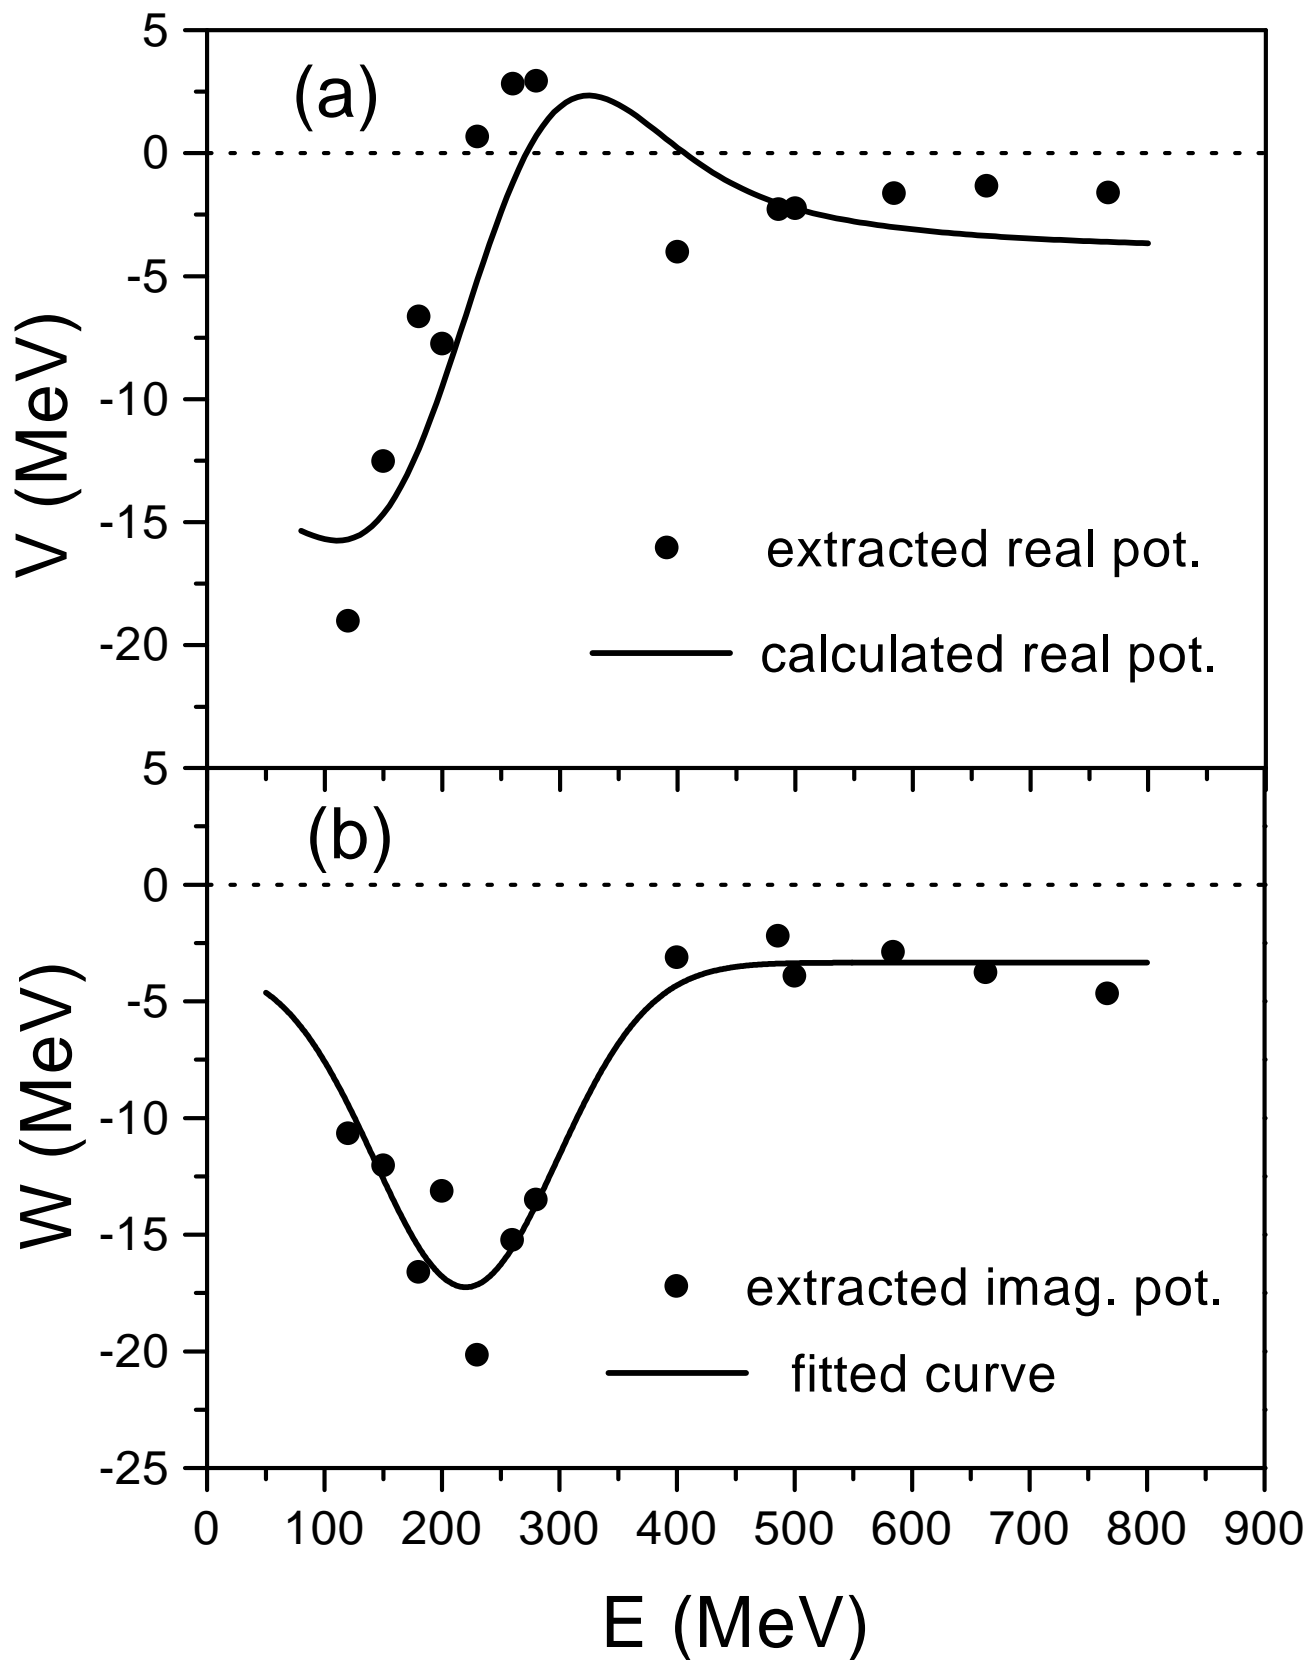 5
(a)
0
-5
-10
-15
-20
V (MeV)
extracted real pot.
calculated real pot.
5
(b)
0
-5
-10
-15
-20
-25
W (MeV)
extracted imag. pot.
fitted curve
0 100 200 300 400 500 600 700 800 900
E (MeV)